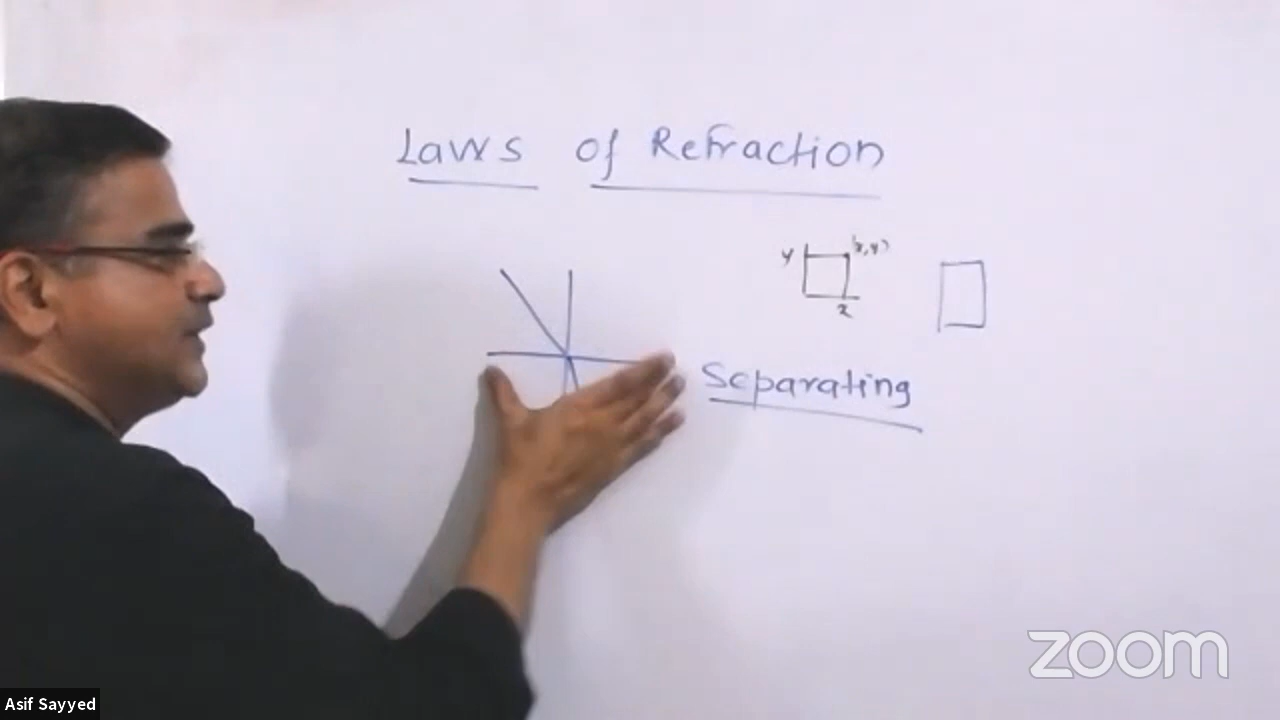 Laws of Refraction
y
(x,y)
x
Separating
zoom
Asif Sayyed